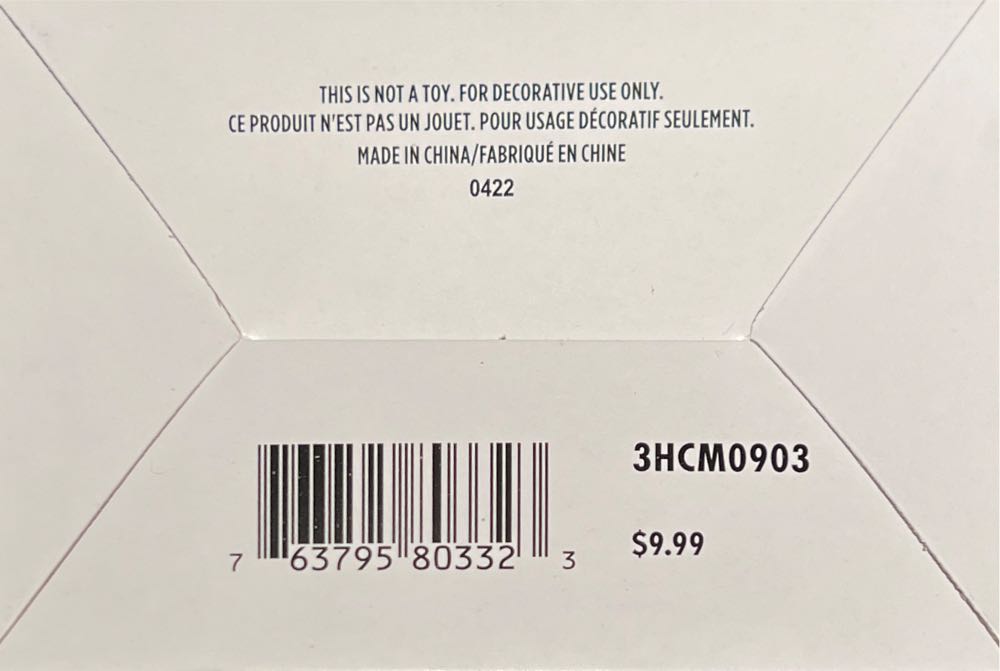 THIS IS NOT A TOY. FOR DECORATIVE USE ONLY.
CE PRODUIT N'EST PAS UN JOUET. POUR USAGE DÉCORATIF SEULEMENT.
MADE IN CHINA/FABRIQUÉ EN CHINE
0422
3HCM0903
$9.99
7 63795 80332 3